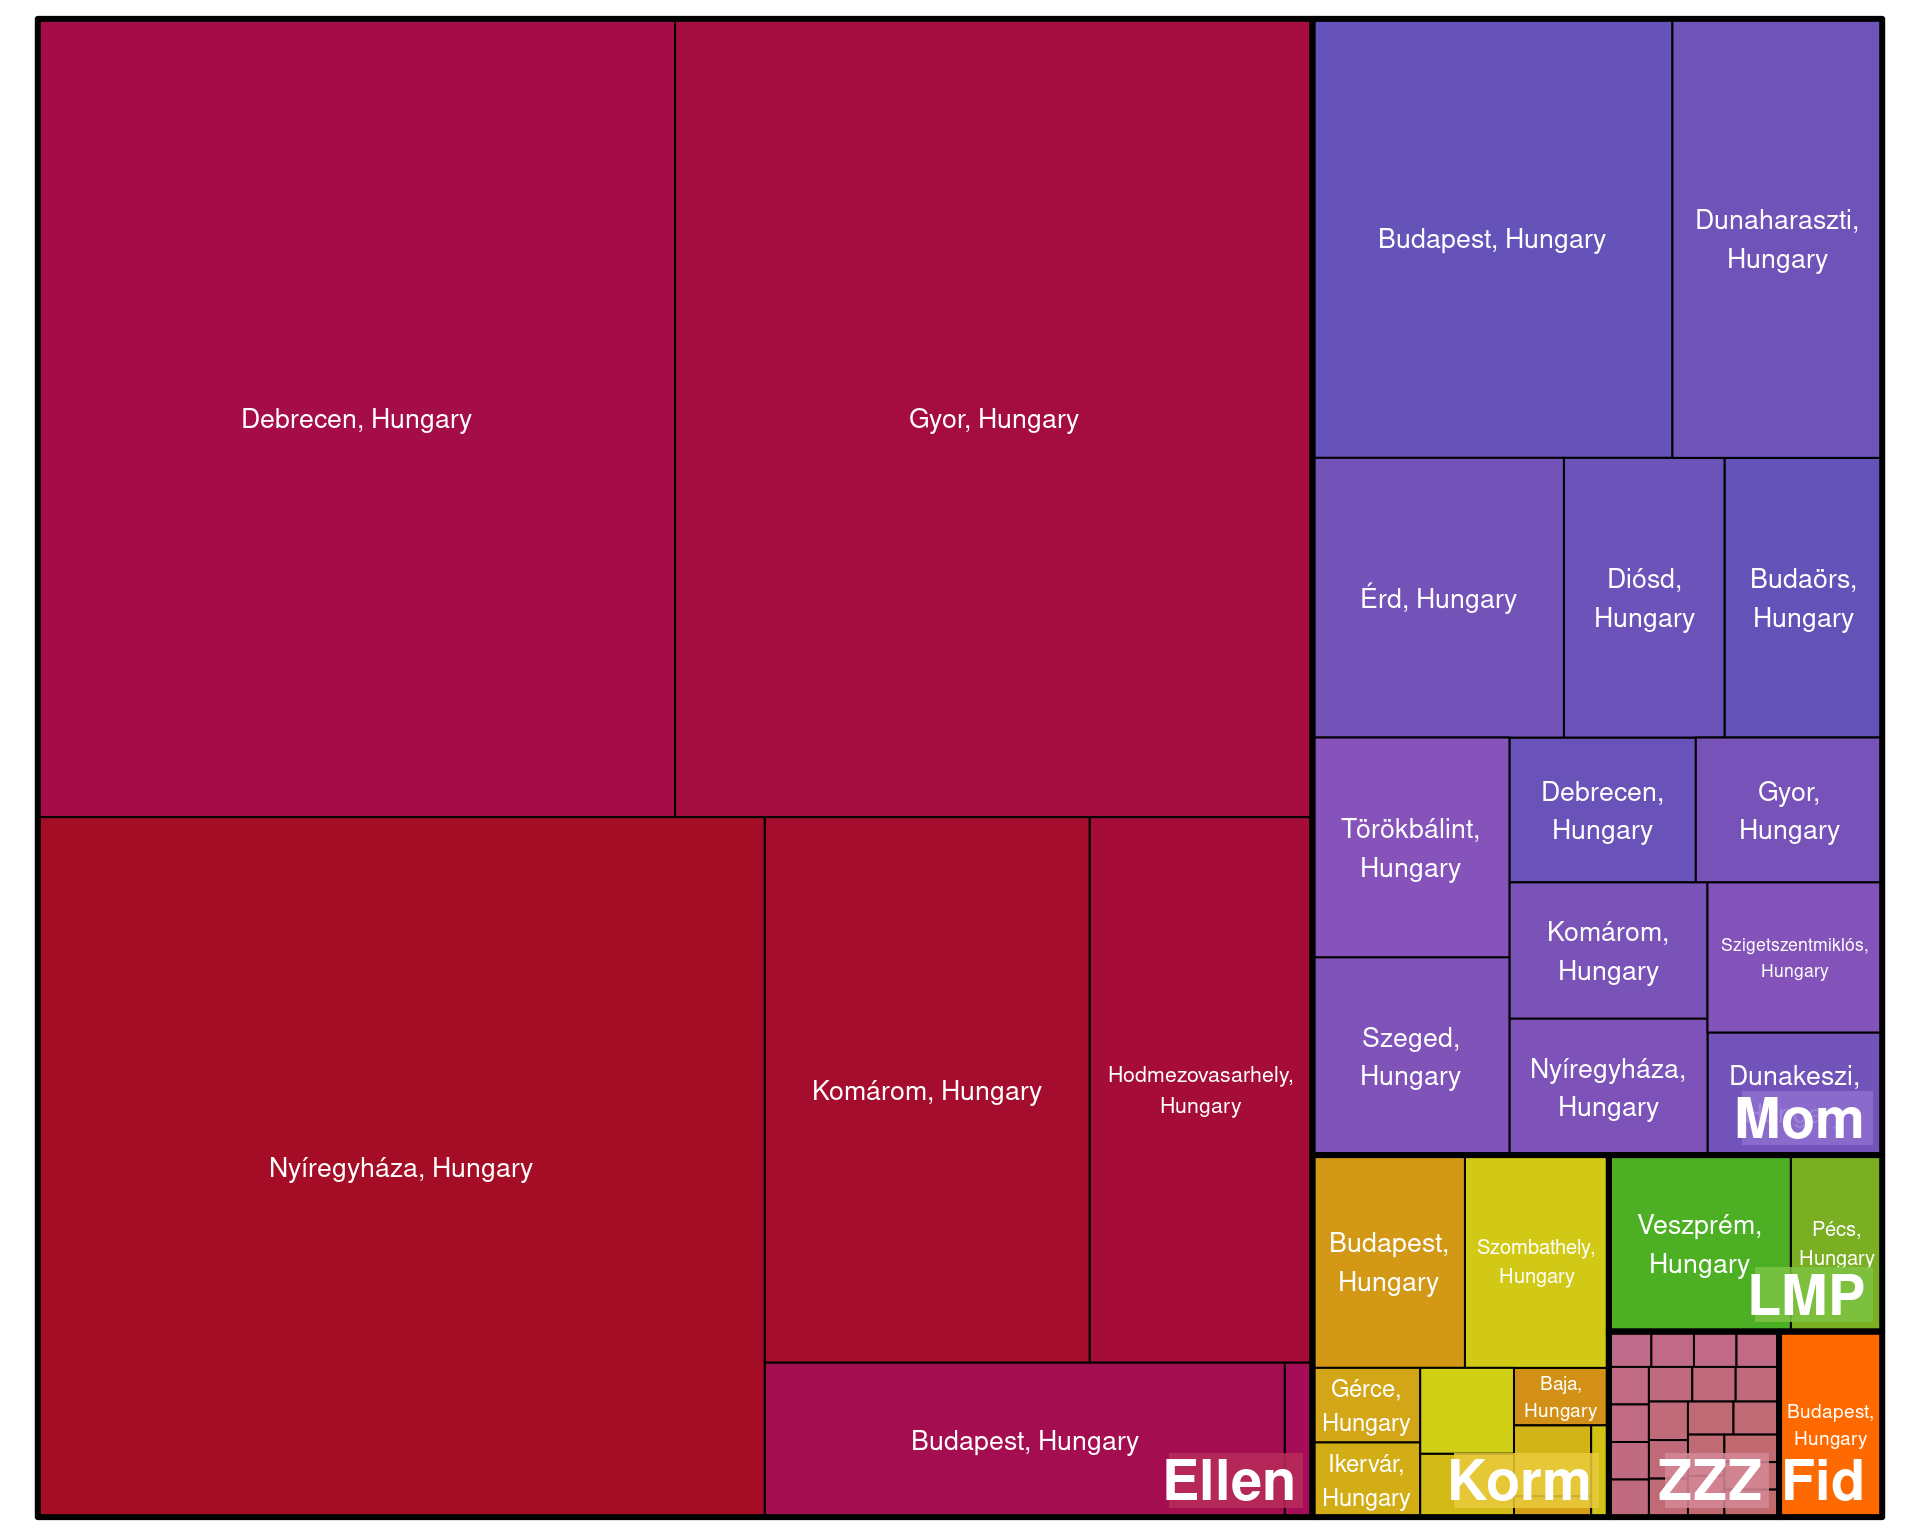 Debrecen, Hungary
Gyor, Hungary
Nyíregyháza, Hungary
Komárom, Hungary
Hodmezovasarhely,
Hungary
Budapest, Hungary
Ellen
Budapest, Hungary
Dunaharaszti,
Hungary
Érd, Hungary
Diósd,
Hungary
Budaörs,
Hungary
Törökbálint,
Hungary
Debrecen,
Hungary
Gyor,
Hungary
Szeged,
Hungary
Komárom,
Hungary
Szigetszentmiklós,
Hungary
Nyíregyháza,
Hungary
Dunakeszi,
Mom
Budapest,
Hungary
Szombathely,
Hungary
Gérce,
Hungary
Baja,
Hungary
Ikervár,
Hungary
Korm
Veszprém,
Hungary
Pécs,
Hungary
LMP
ZZZ
Budapest,
Hungary
Fid